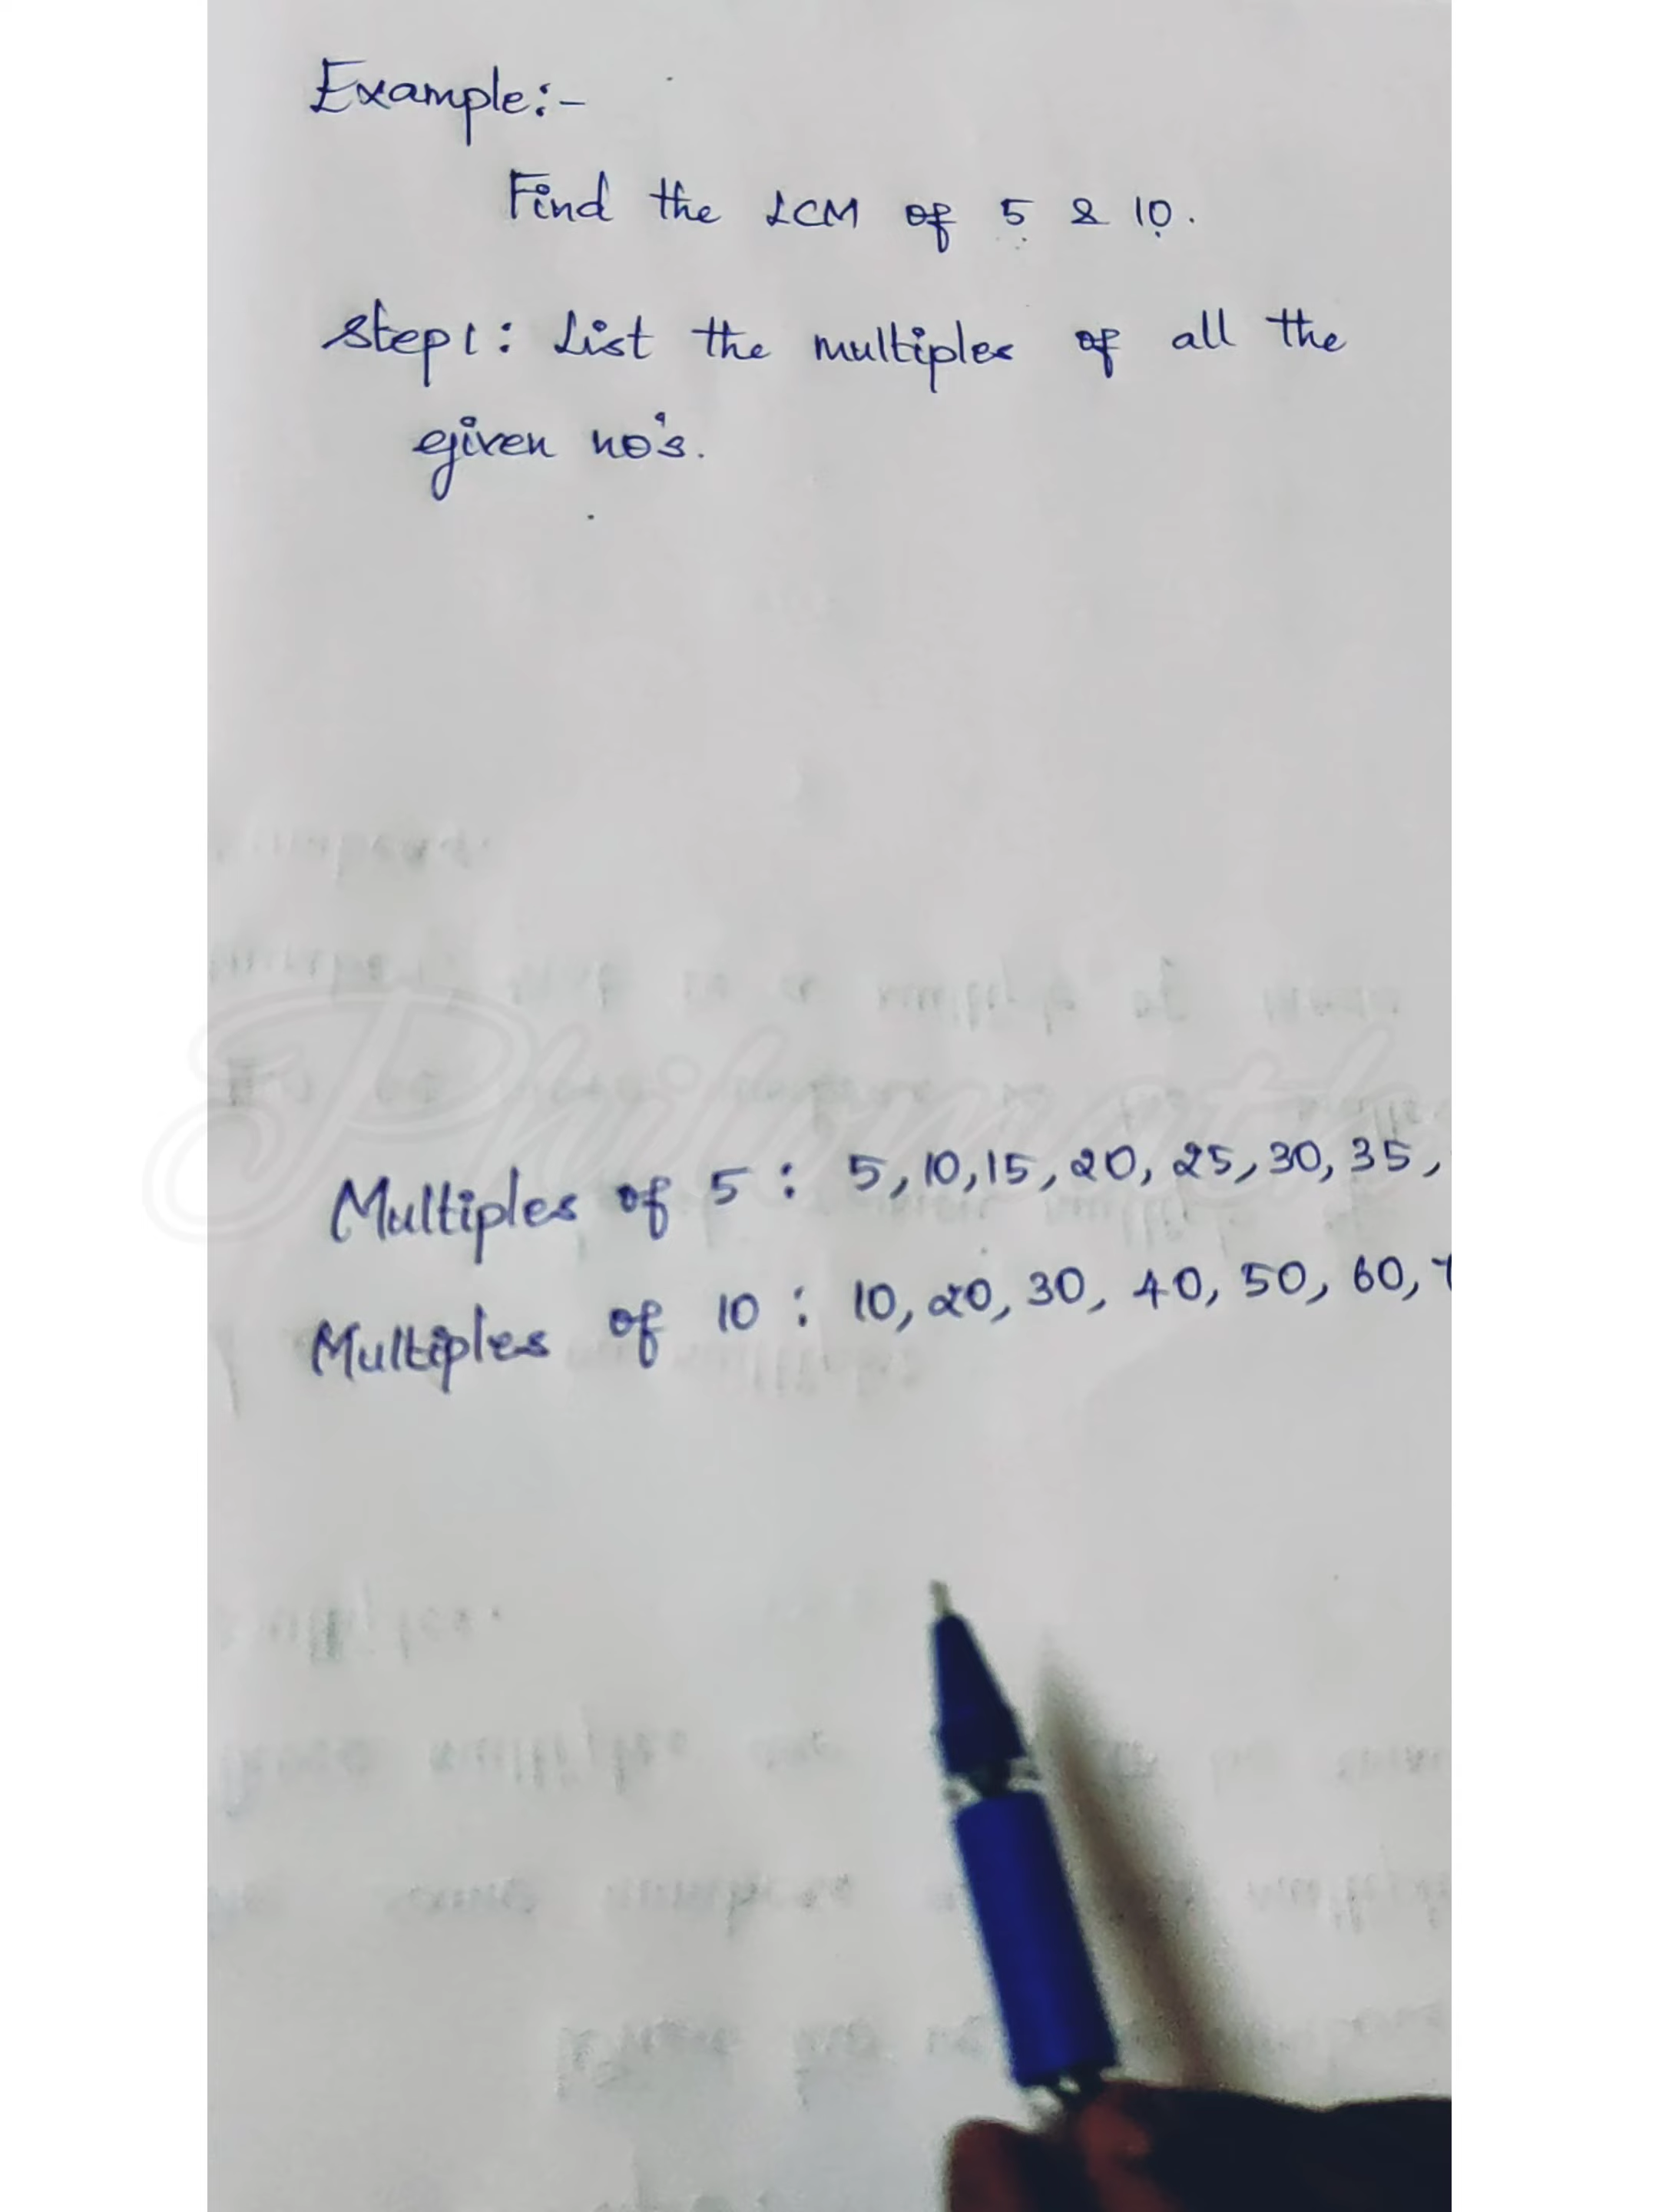 Example:-
Find the LCM of 5 & 10.
Step1: List the multiples of all the
given no's.
Philomath
Multiples of 5 : 5, 10, 15, 20, 25, 30, 35,
Multiples of 10 : 10, 20, 30, 40, 50, 60,